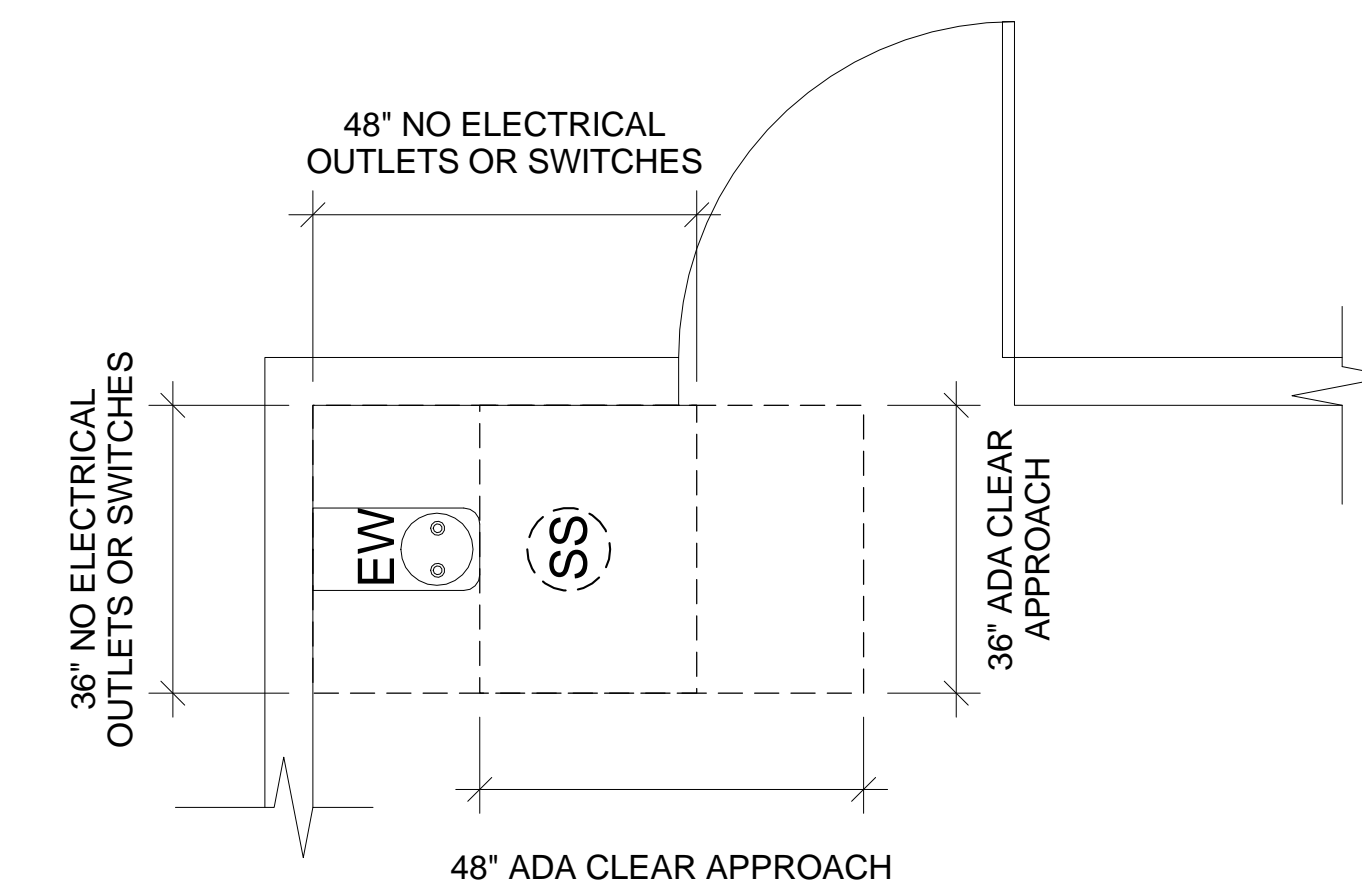 48" NO ELECTRICAL
OUTLETS OR SWITCHES
36" NO ELECTRICAL
OUTLETS OR SWITCHES
EW
SS
36" ADA CLEAR
APPROACH
48" ADA CLEAR APPROACH